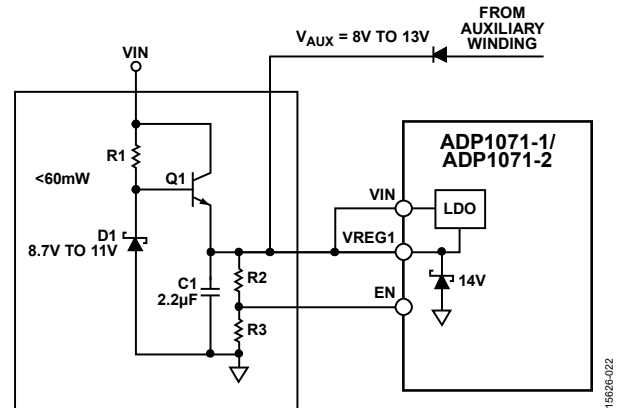 FROM
AUXILIARY
WINDING
VAUX = 8V TO 13V
VIN
R1
<60mW
Q1
D1
8.7V TO 11V
C1
2.2µF
R2
R3
ADP1071-1/
ADP1071-2
VIN
LDO
VREG1
14V
EN
15626-022